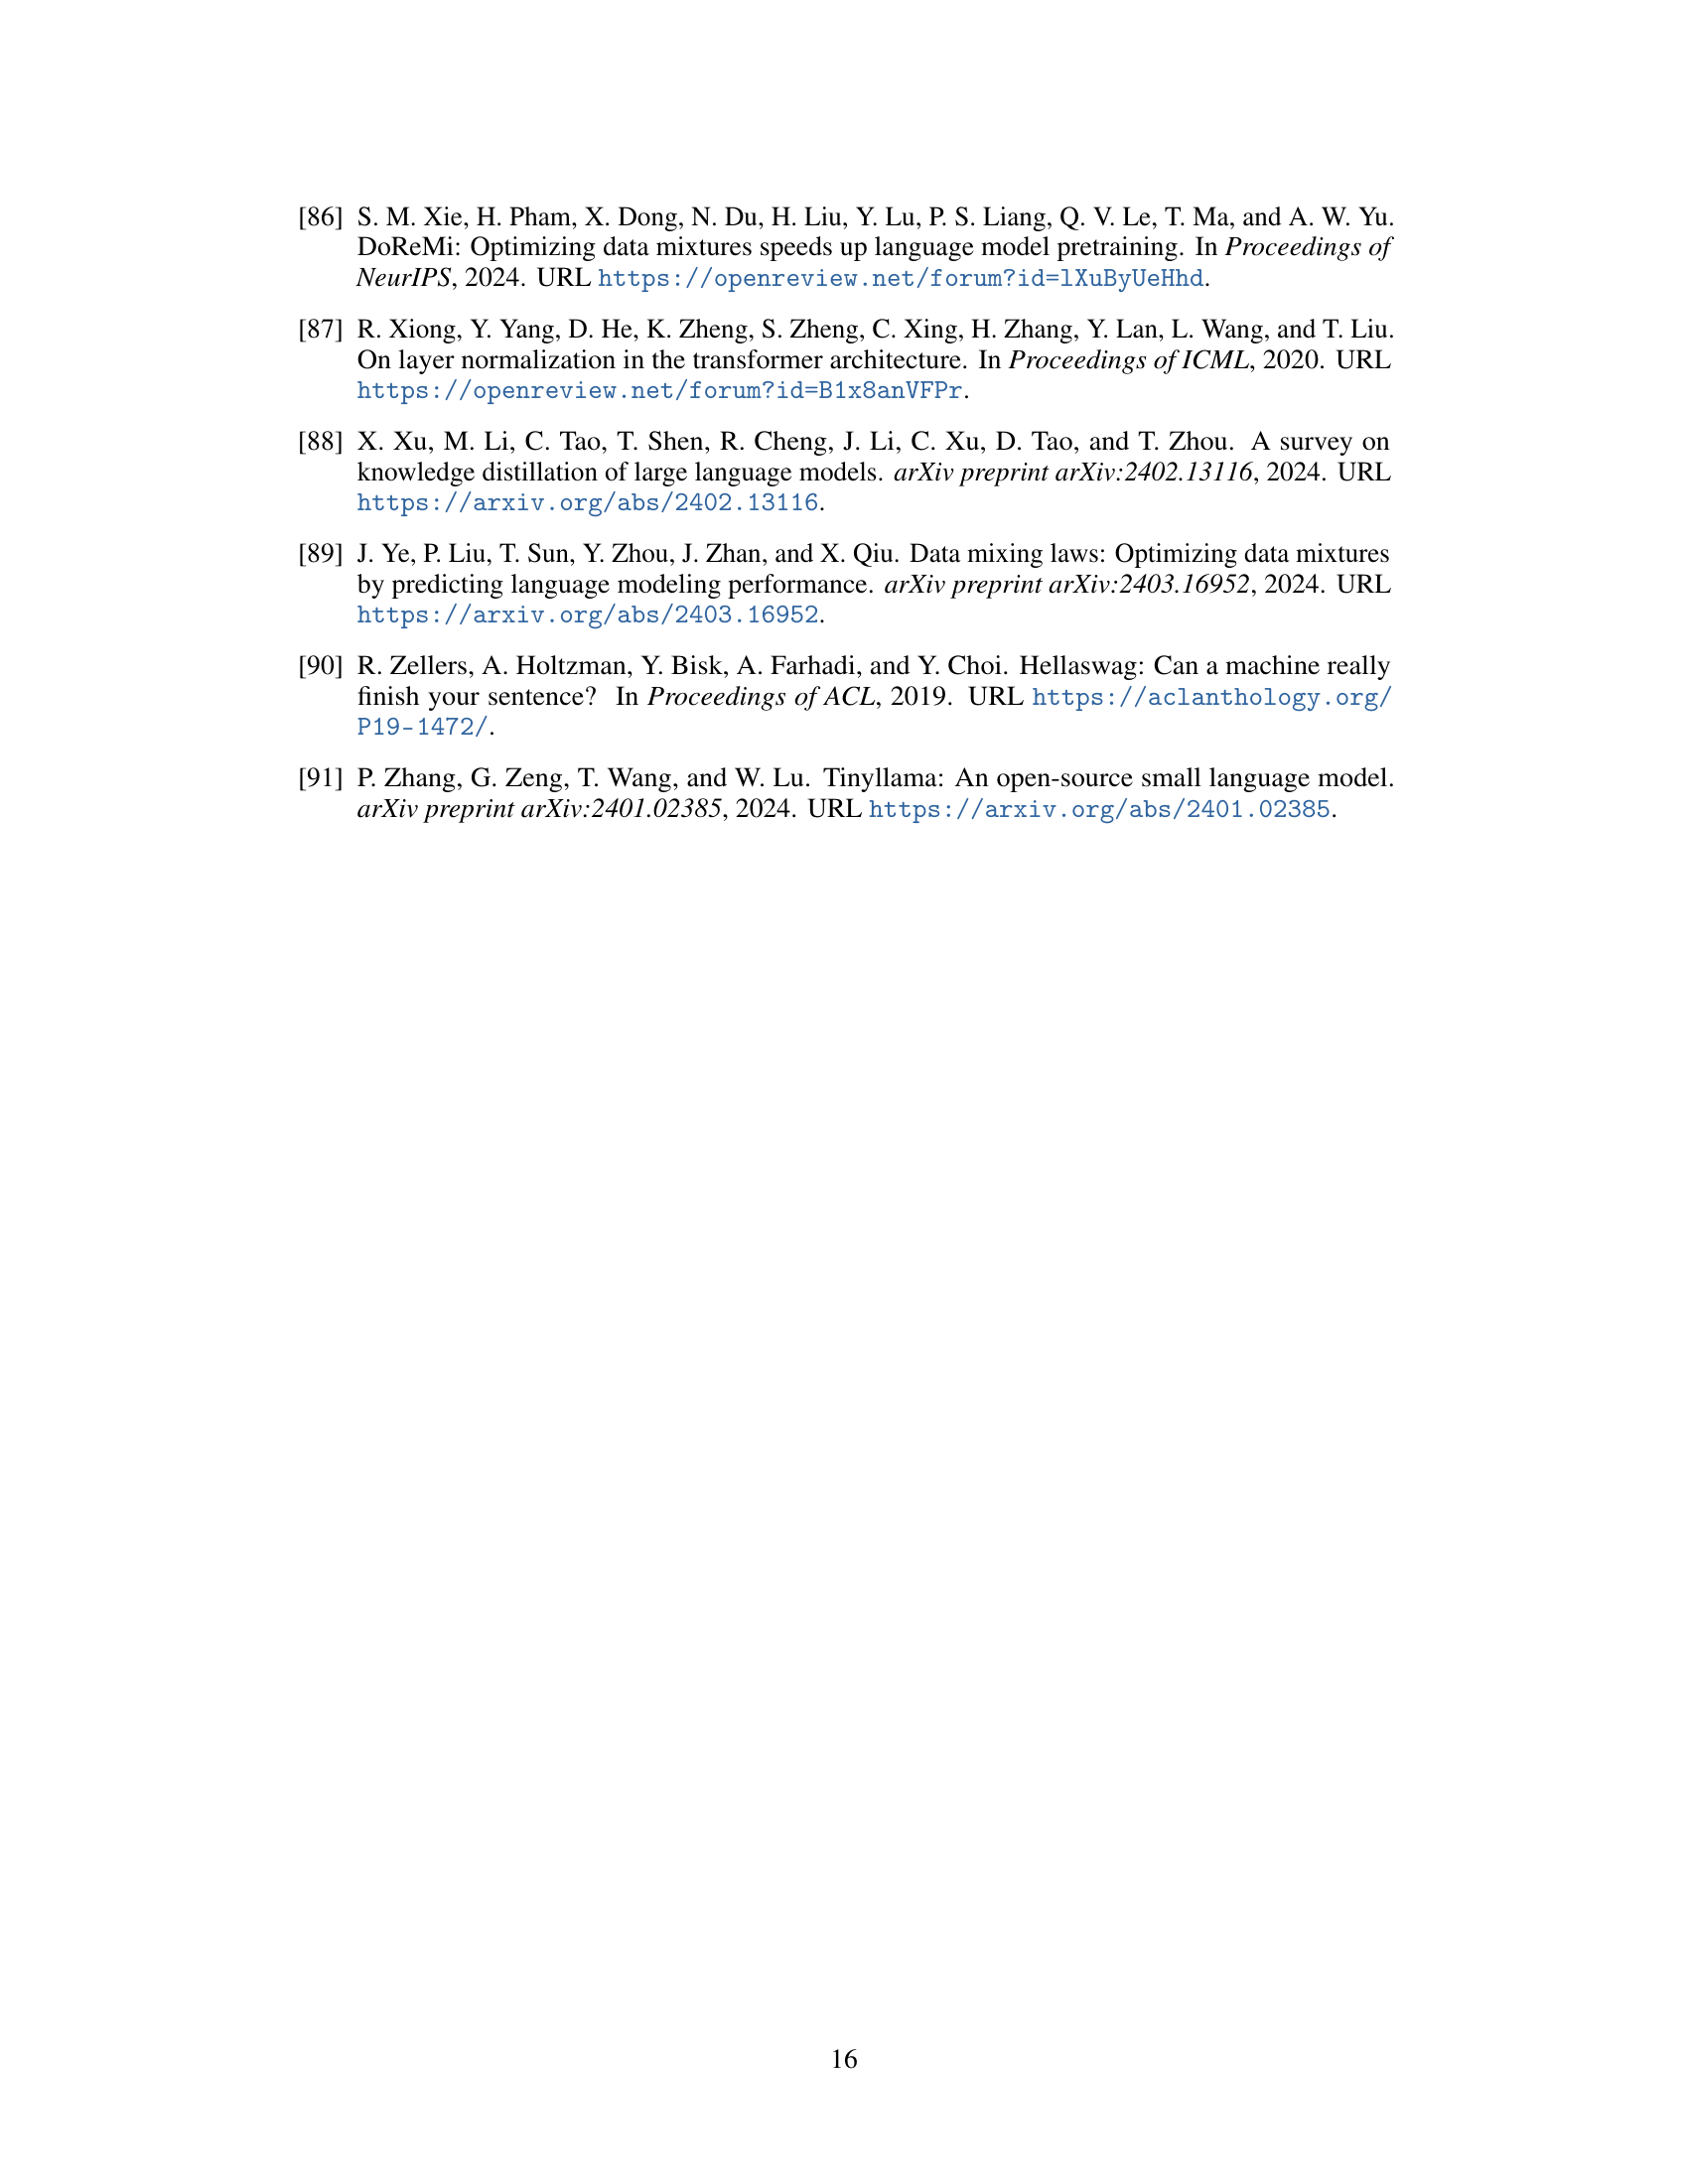 [86] S. M. Xie, H. Pham, X. Dong, N. Du, H. Liu, Y. Lu, P. S. Liang, Q. V. Le, T. Ma, and A. W. Yu.
DoReMi: Optimizing data mixtures speeds up language model pretraining. In Proceedings of
NeurIPS, 2024. URL https://openreview.net/forum?id=lXuByUeHhd.
[87] R. Xiong, Y. Yang, D. He, K. Zheng, S. Zheng, C. Xing, H. Zhang, Y. Lan, L. Wang, and T. Liu.
On layer normalization in the transformer architecture. In Proceedings of ICML, 2020. URL
https://openreview.net/forum?id=B1x8anVFPr.
[88] X. Xu, M. Li, C. Tao, T. Shen, R. Cheng, J. Li, C. Xu, D. Tao, and T. Zhou. A survey on
knowledge distillation of large language models. arXiv preprint arXiv:2402.13116, 2024. URL
https://arxiv.org/abs/2402.13116.
[89] J. Ye, P. Liu, T. Sun, Y. Zhou, J. Zhan, and X. Qiu. Data mixing laws: Optimizing data mixtures
by predicting language modeling performance. arXiv preprint arXiv:2403.16952, 2024. URL
https://arxiv.org/abs/2403.16952.
[90] R. Zellers, A. Holtzman, Y. Bisk, A. Farhadi, and Y. Choi. Hellaswag: Can a machine really
finish your sentence? In Proceedings of ACL, 2019. URL https://aclanthology.org/
P19-1472/.
[91] P. Zhang, G. Zeng, T. Wang, and W. Lu. Tinyllama: An open-source small language model.
arXiv preprint arXiv:2401.02385, 2024. URL https://arxiv.org/abs/2401.02385.
16